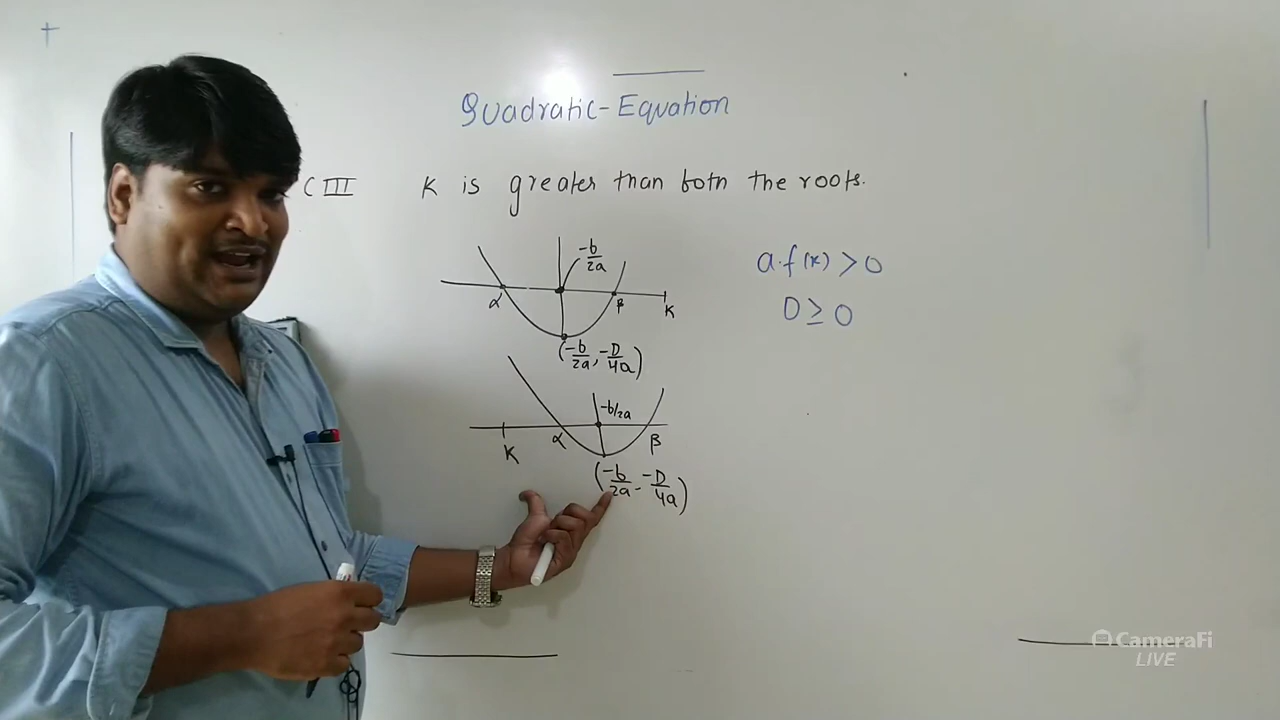 Quadratic-Equation
C III K is greater than both the roots.
-b/2a
α β K
a.f(k) > 0
D ≥ 0
(-b/2a, -D/4a)
-b/2a
K α β
(-b/2a, -D/4a)
CameraFi
LIVE